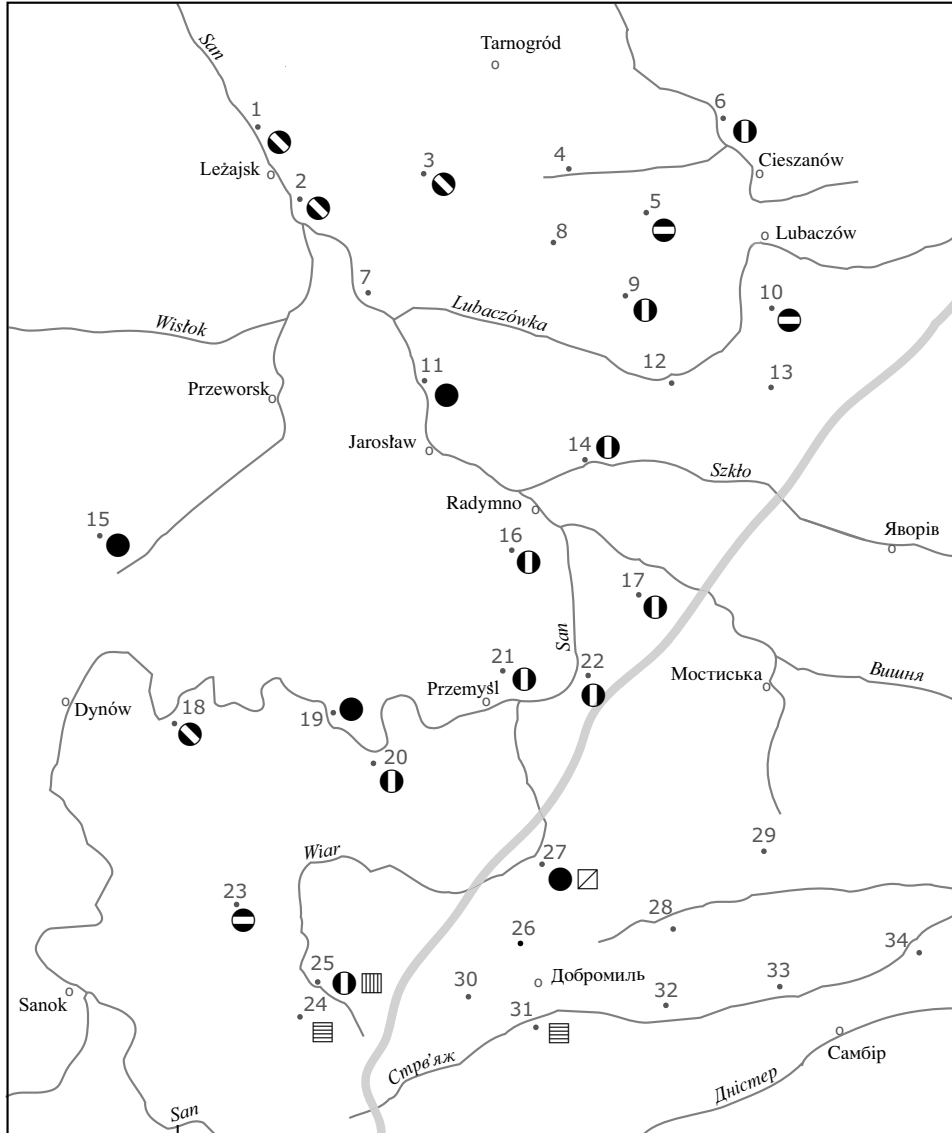 San
Tarnogród
1
6
Leżajsk
3
4
Cieszanów
2
5
8
Lubaczów
7
9
10
Wisłok
Lubaczówka
11
12
13
Przeworsk
Jarosław
14
Szkło
Radymno
15
16
Яворів
17
San
21
22
Мостиська
Вишня
Dynów
18
Przemyśl
19
20
Wiar
27
29
23
28
26
34
25
Добромиль
33
Sanok
24
30
31
32
Стрв’яж
Самбір
San
Дністер